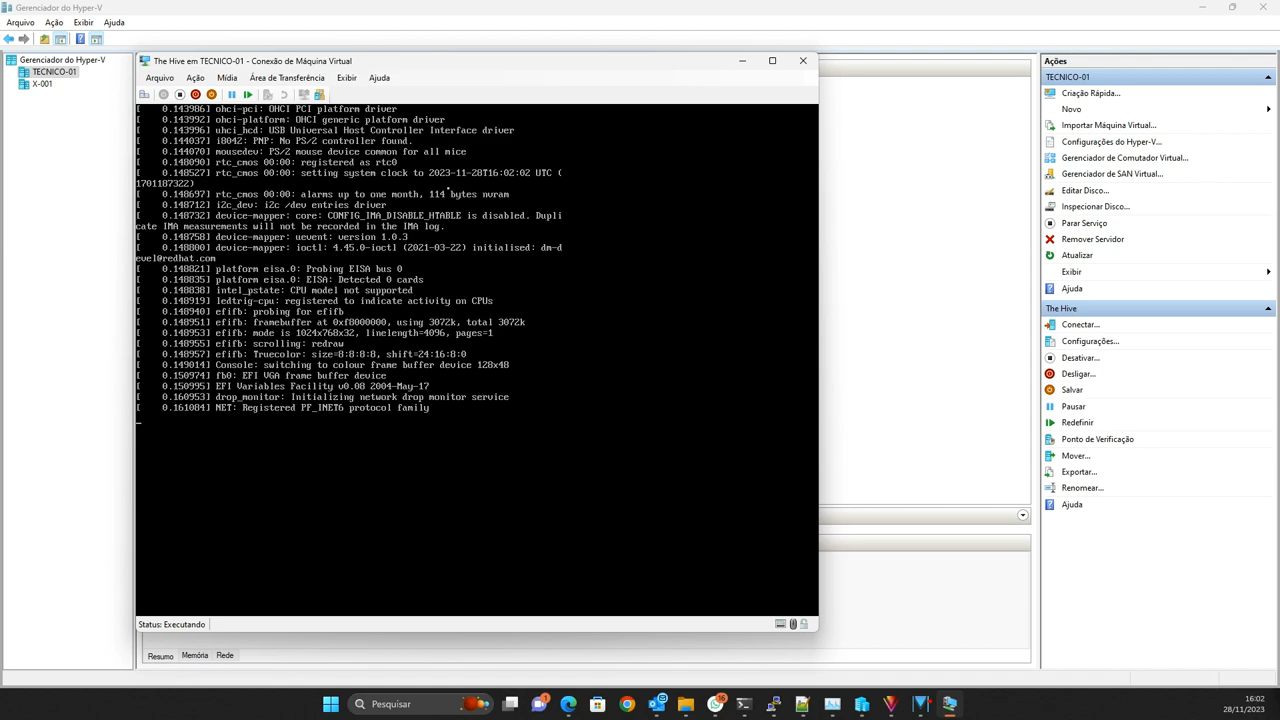 Gerenciador do Hyper-V
Arquivo Ação Exibir Ajuda
Gerenciador do Hyper-V
TECNICO-01
X-001
The Hive em TECNICO-01 - Conexão de Máquina Virtual
Arquivo Ação Mídia Área de Transferência Exibir Ajuda
[ 0.143986] ohci-pci: OHCI PCI platform driver
[ 0.143992] ohci-platform: OHCI generic platform driver
[ 0.143996] uhci_hcd: USB Universal Host Controller Interface driver
[ 0.144037] i8042: PNP: No PS/2 controller found.
[ 0.144070] mousedev: PS/2 mouse device common for all mice
[ 0.148090] rtc_cmos 00:00: registered as rtc0
[ 0.148527] rtc_cmos 00:00: setting system clock to 2023-11-28T16:02:02 UTC (
1701187322)
[ 0.148697] rtc_cmos 00:00: alarms up to one month, 114 bytes nvram
[ 0.148712] i2c_dev: i2c /dev entries driver
[ 0.148732] device-mapper: core: CONFIG_IMA_DISABLE_HTABLE is disabled. Dupli
cate IMA measurements will not be recorded in the IMA log.
[ 0.148758] device-mapper: uevent: version 1.0.3
[ 0.148800] device-mapper: ioctl: 4.45.0-ioctl (2021-03-22) initialised: dm-d
evel@redhat.com
[ 0.148821] platform eisa.0: Probing EISA bus 0
[ 0.148835] platform eisa.0: EISA: Detected 0 cards
[ 0.148838] intel_pstate: CPU model not supported
[ 0.148919] ledtrig-cpu: registered to indicate activity on CPUs
[ 0.148940] efifb: probing for efifb
[ 0.148951] efifb: framebuffer at 0xf8000000, using 3072k, total 3072k
[ 0.148953] efifb: mode is 1024x768x32, linelength=4096, pages=1
[ 0.148955] efifb: scrolling: redraw
[ 0.148957] efifb: Truecolor: size=8:8:8:8, shift=24:16:8:0
[ 0.149014] Console: switching to colour frame buffer device 128x48
[ 0.150974] fb0: EFI VGA frame buffer device
[ 0.150995] EFI Variables Facility v0.08 2004-May-17
[ 0.160953] drop_monitor: Initializing network drop monitor service
[ 0.161084] NET: Registered PF_INET6 protocol family
Status: Executando
Resumo Memória Rede
Ações
TECNICO-01
Criação Rápida...
Novo
Importar Máquina Virtual...
Configurações do Hyper-V...
Gerenciador de Comutador Virtual...
Gerenciador de SAN Virtual...
Editar Disco...
Inspecionar Disco...
Parar Serviço
Remover Servidor
Atualizar
Exibir
Ajuda
The Hive
Conectar...
Configurações...
Desativar...
Desligar...
Salvar
Pausar
Redefinir
Ponto de Verificação
Mover...
Exportar...
Renomear...
Ajuda
Pesquisar
1
16
16:02
28/11/2023